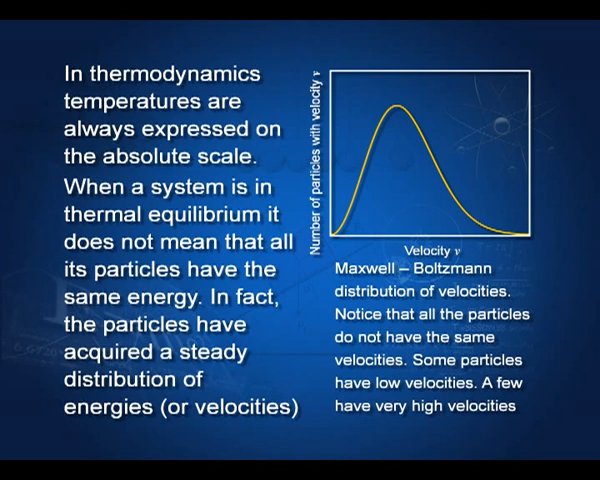 In thermodynamics
temperatures are
always expressed on
the absolute scale.
When a system is in
thermal equilibrium it
does not mean that all
its particles have the
same energy. In fact,
the particles have
acquired a steady
distribution of
energies (or velocities)
Number of particles with velocity v
Velocity v
Maxwell – Boltzmann
distribution of velocities.
Notice that all the particles
do not have the same
velocities. Some particles
have low velocities. A few
have very high velocities